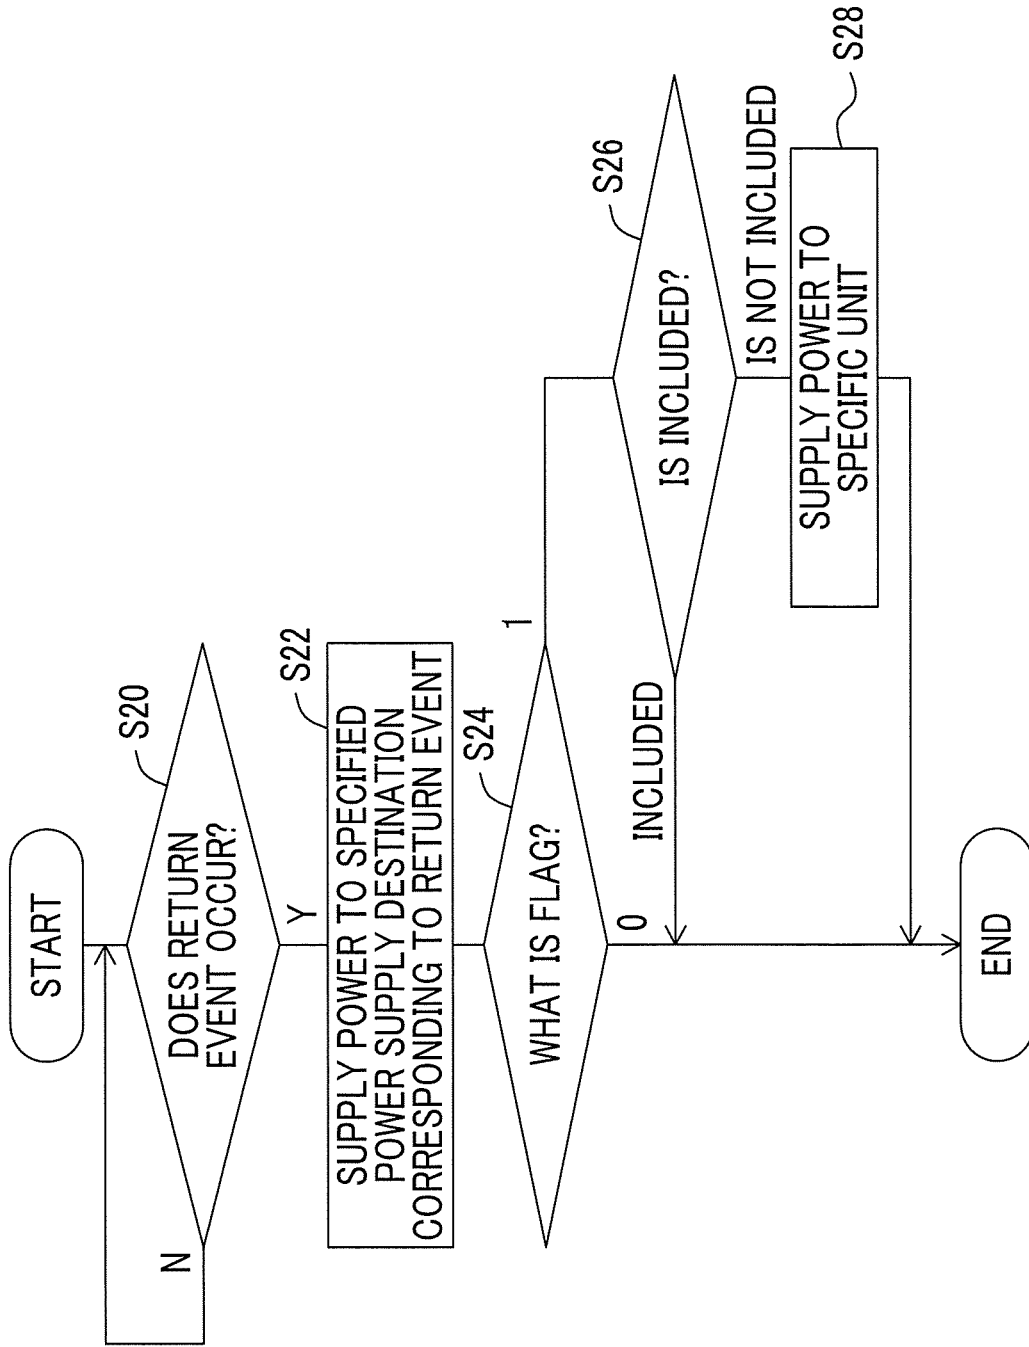 START
S20
DOES RETURN
EVENT OCCUR?
N
Y
S22
SUPPLY POWER TO SPECIFIED
POWER SUPPLY DESTINATION
CORRESPONDING TO RETURN EVENT
S24
WHAT IS FLAG?
1
0
S26
IS INCLUDED?
INCLUDED
IS NOT INCLUDED
S28
SUPPLY POWER TO
SPECIFIC UNIT
END